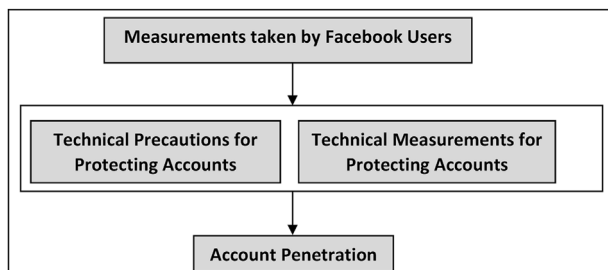 Measurements taken by Facebook Users
Technical Precautions for
Protecting Accounts
Technical Measurements for
Protecting Accounts
Account Penetration